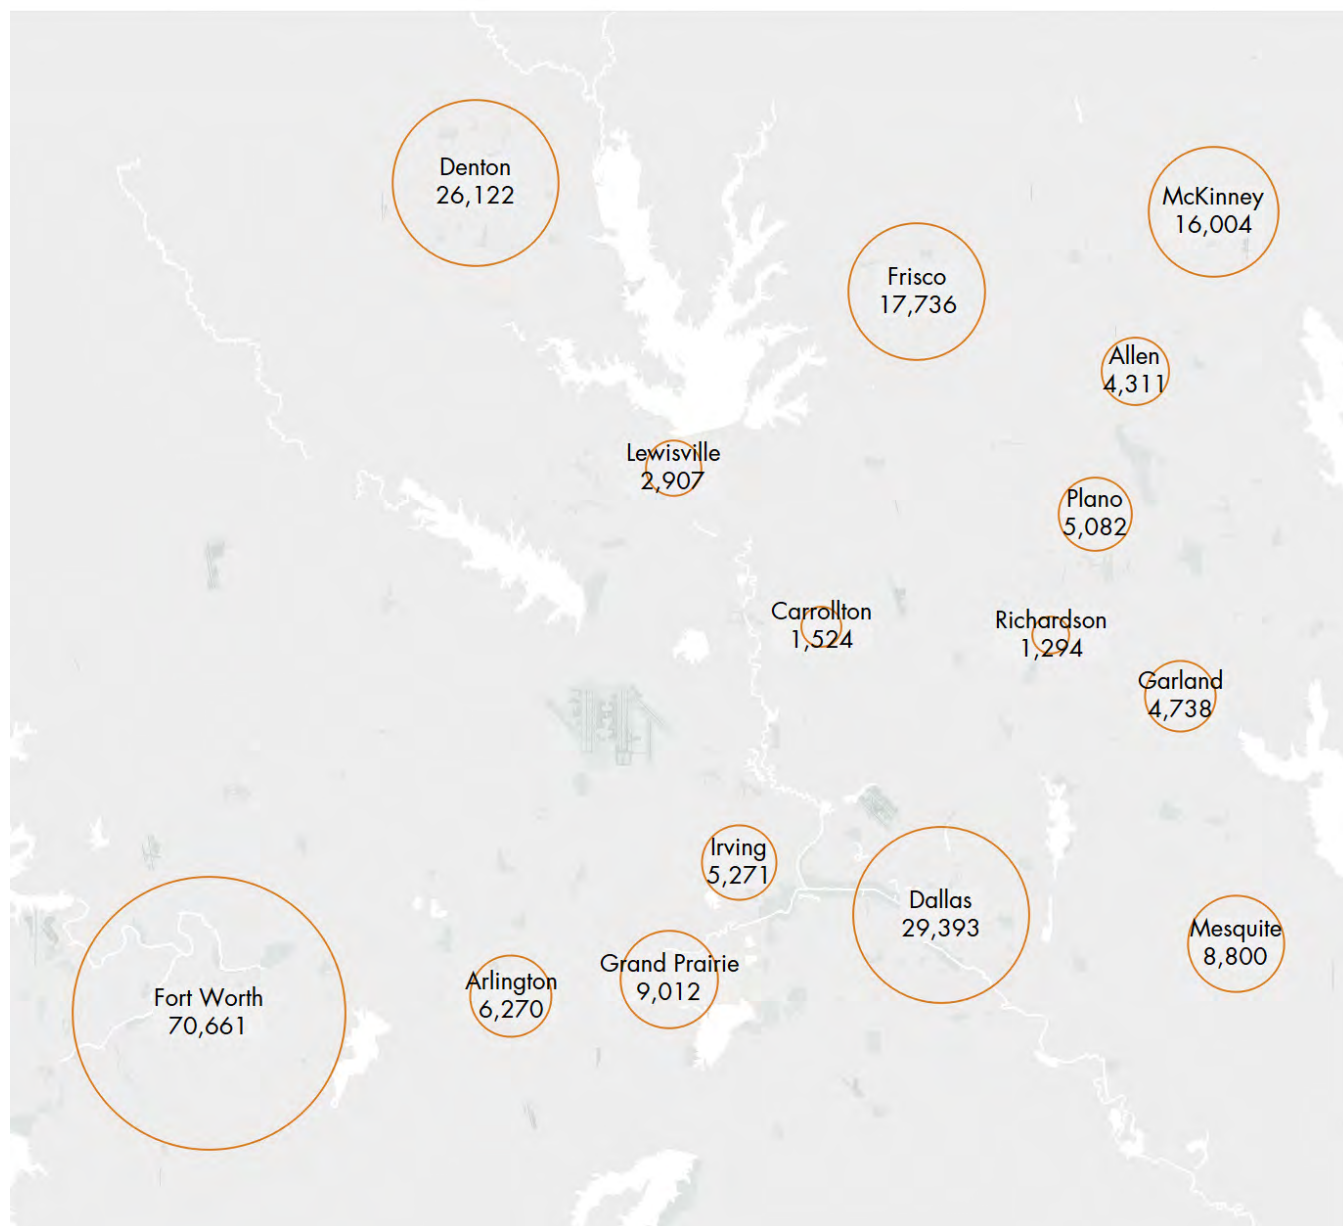 Denton
26,122
McKinney
16,004
Frisco
17,736
Allen
4,311
Lewisville
2,907
Plano
5,082
Carrollton
1,524
Richardson
1,294
Garland
4,738
Irving
5,271
Dallas
29,393
Mesquite
8,800
Grand Prairie
9,012
Arlington
6,270
Fort Worth
70,661